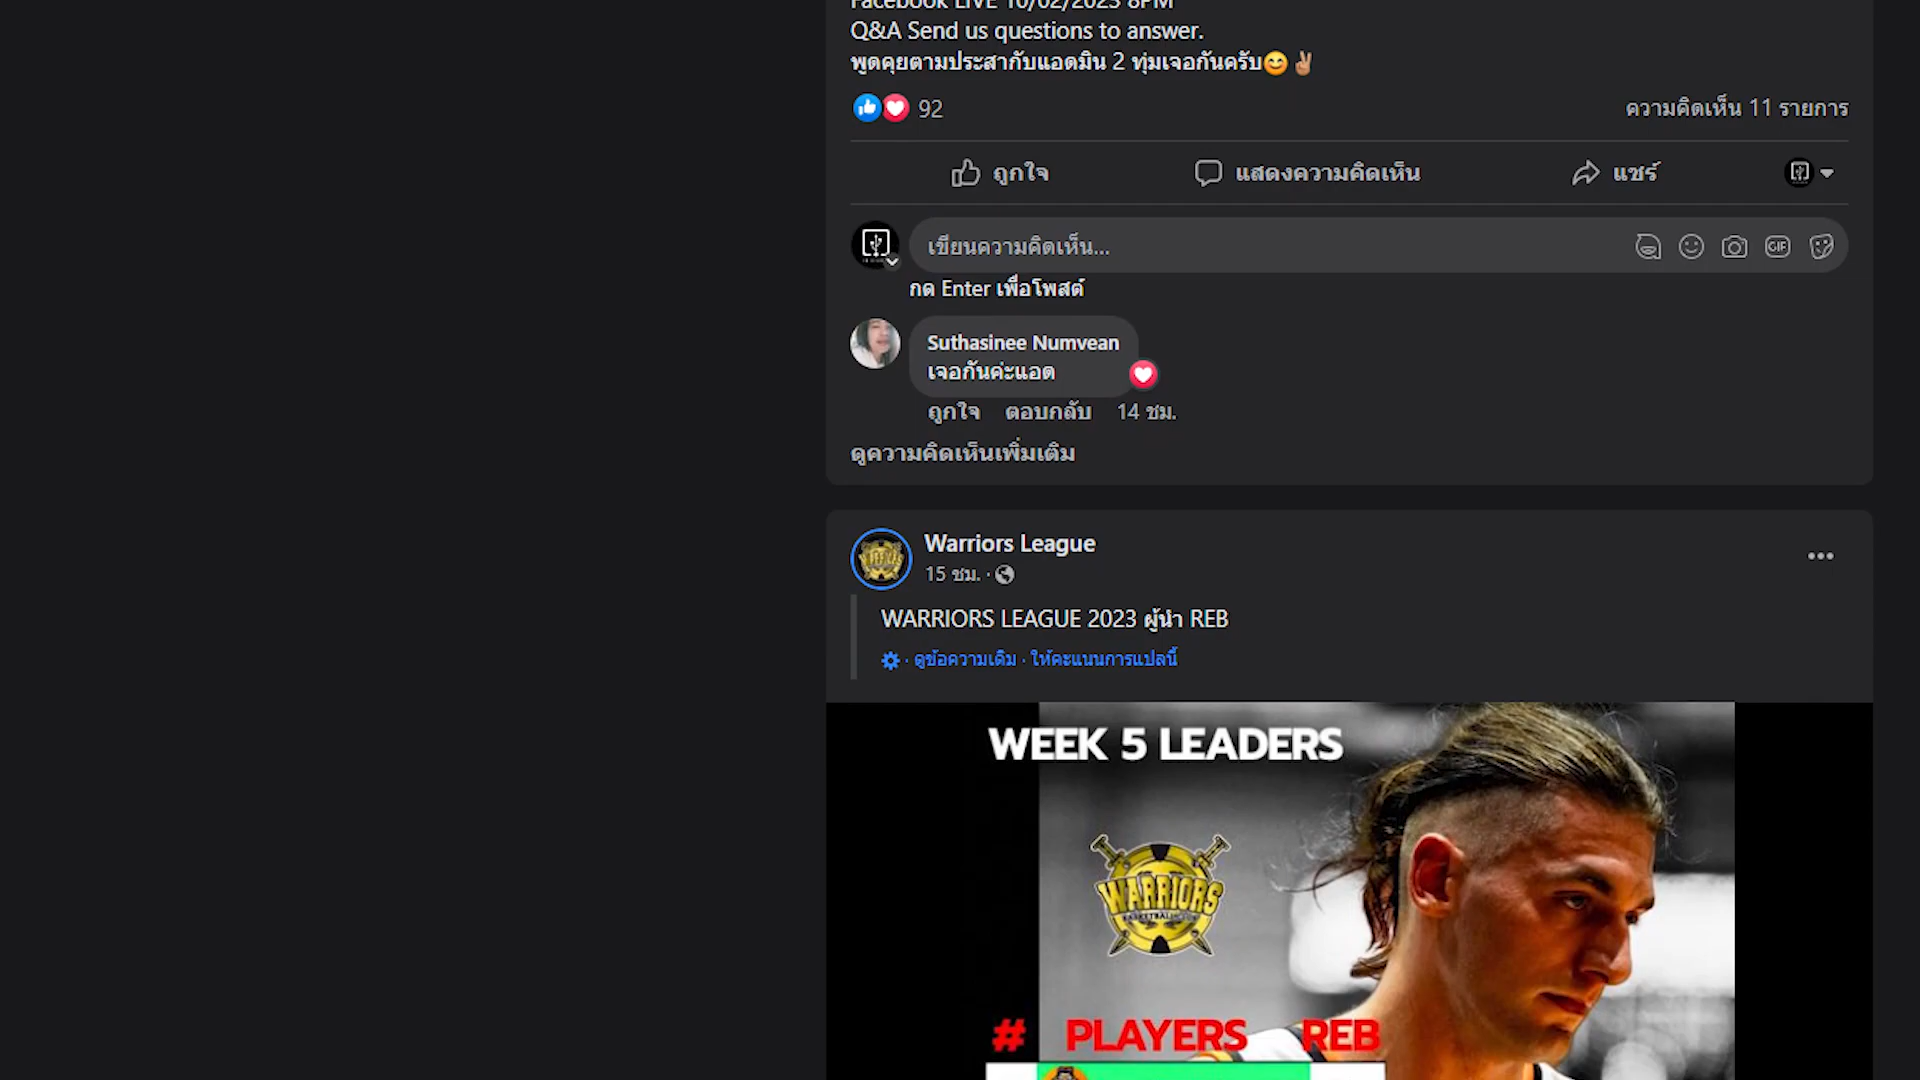 Facebook LIVE 10/02/2023 8PM
Q&A Send us questions to answer.
พูดคุยตามประสากับแอดมิน 2 ทุ่มเจอกันครับ😊✌🏽
92
ความคิดเห็น 11 รายการ
ถูกใจ
แสดงความคิดเห็น
แชร์
เขียนความคิดเห็น...
GIF
กด Enter เพื่อโพสต์
Suthasinee Numvean
เจอกันค่ะแอด
ถูกใจ ตอบกลับ 14 ชม.
ดูความคิดเห็นเพิ่มเติม
Warriors League
15 ชม. ·
WARRIORS LEAGUE 2023 ผู้นำ REB
· ดูข้อความเดิม · ให้คะแนนการแปลนี้
WEEK 5 LEADERS
WARRIORS
# PLAYERS REB